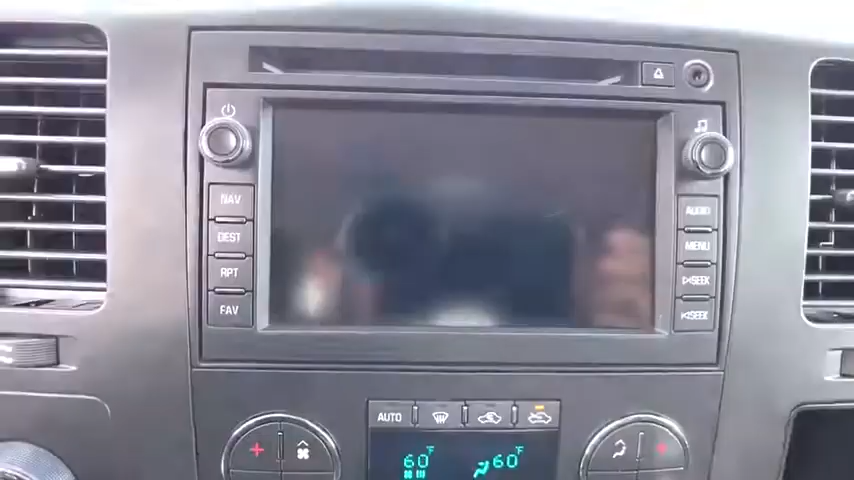 NAV
DEST
RPT
FAV
AUDIO
MENU
SEEK
SEEK
AUTO
60°F
60°F